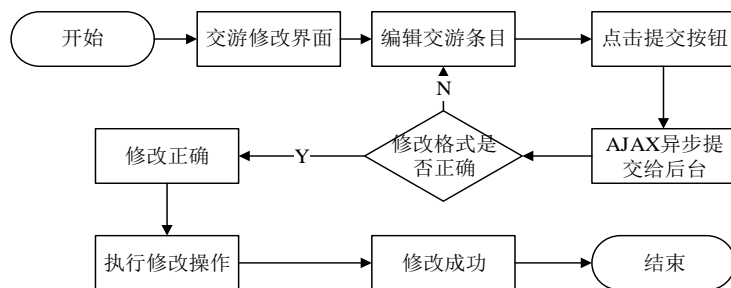 开始
交游修改界面
编辑交游条目
点击提交按钮
N
修改正确
Y
修改格式是
否正确
AJAX异步提
交给后台
执行修改操作
修改成功
结束